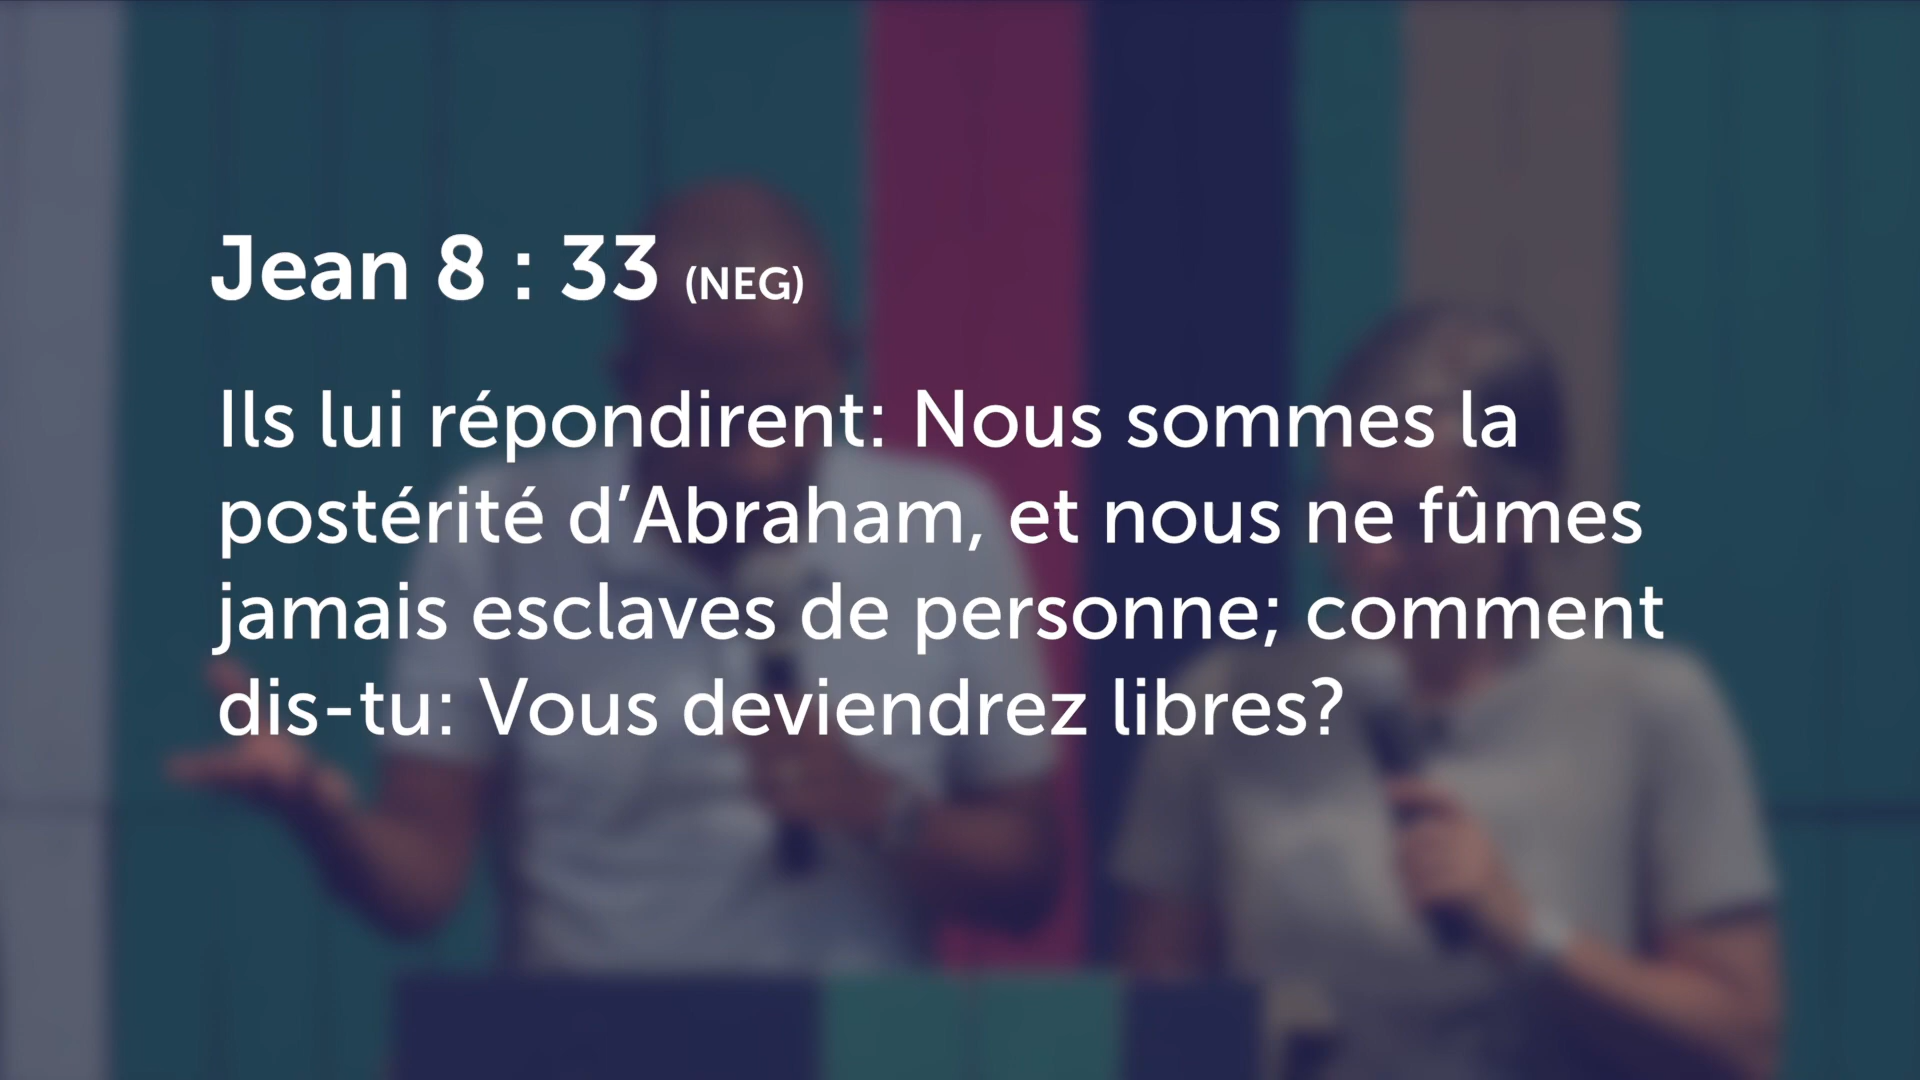 Jean 8 : 33 (NEG)
Ils lui répondirent: Nous sommes la
postérité d’Abraham, et nous ne fûmes
jamais esclaves de personne; comment
dis-tu: Vous deviendrez libres?